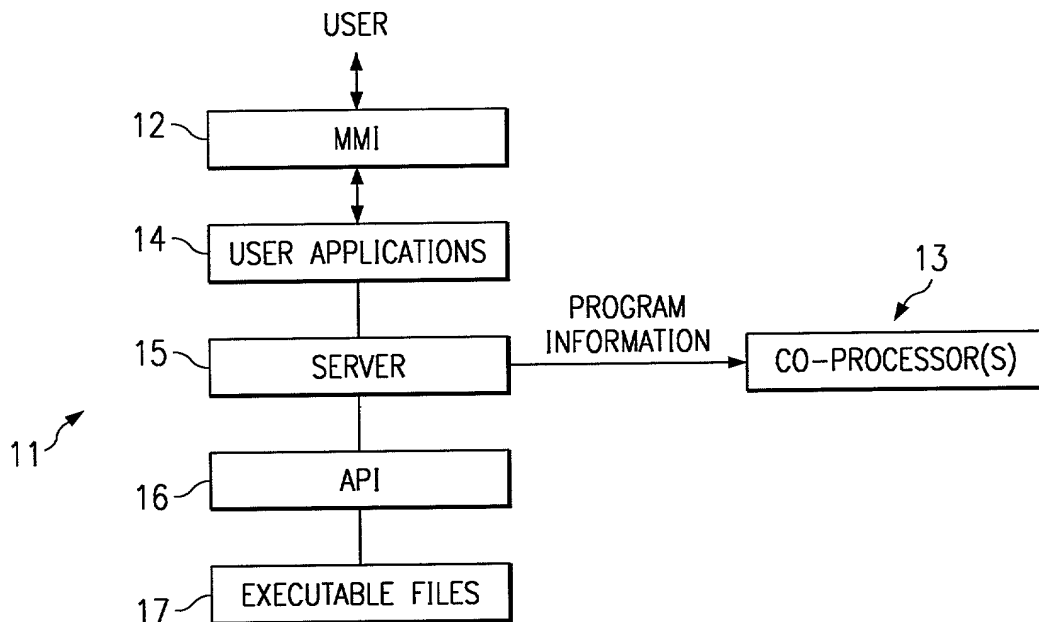 USER
12
MMI
14
USER APPLICATIONS
13
PROGRAM
INFORMATION
15
SERVER
CO-PROCESSOR(S)
11
16
API
17
EXECUTABLE FILES